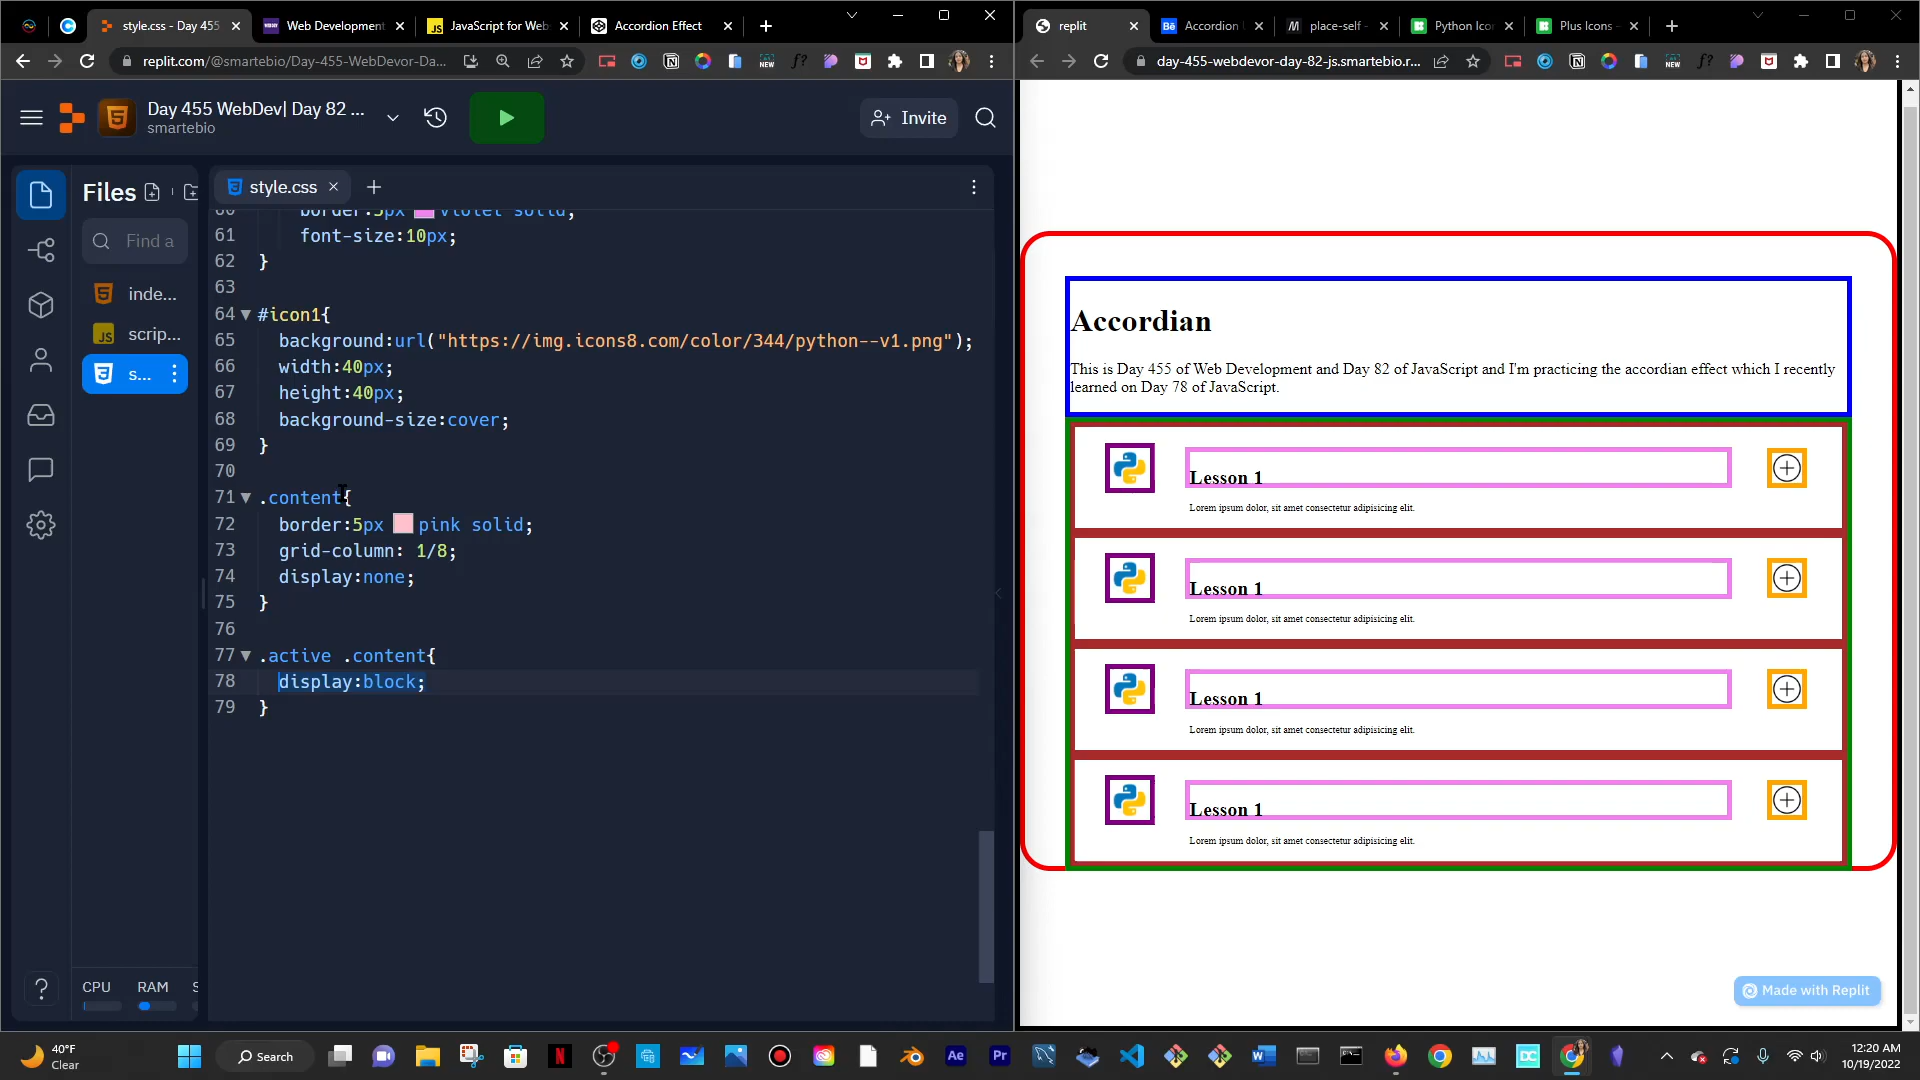 style.css - Day 455
Web Development
JavaScript for Web
Accordion Effect
replit.com/@smartebio/Day-455-WebDevor-Da...
Day 455 WebDev| Day 82 ...
smartebio
Invite
Files
style.css
Find a
inde...
scrip...
s...
60 border:5px violet solid;
61 font-size:10px;
62 }
63
64 #icon1{
65 background:url("https://img.icons8.com/color/344/python--v1.png");
66 width:40px;
67 height:40px;
68 background-size:cover;
69 }
70
71 .content{
72 border:5px pink solid;
73 grid-column: 1/8;
74 display:none;
75 }
76
77 .active .content{
78 display:block;
79 }
CPU RAM S
replit
Accordion
place-self -
Python Ico
Plus Icons -
day-455-webdevor-day-82-js.smartebio.r...
Accordian
This is Day 455 of Web Development and Day 82 of JavaScript and I'm practicing the accordion effect which I recently
learned on Day 78 of JavaScript.
Lesson 1
Lorem ipsum dolor, sit amet consectetur adipisicing elit.
Lesson 1
Lorem ipsum dolor, sit amet consectetur adipisicing elit.
Lesson 1
Lorem ipsum dolor, sit amet consectetur adipisicing elit.
Lesson 1
Lorem ipsum dolor, sit amet consectetur adipisicing elit.
Made with Replit
40°F
Clear
Search
12:20 AM
10/19/2022